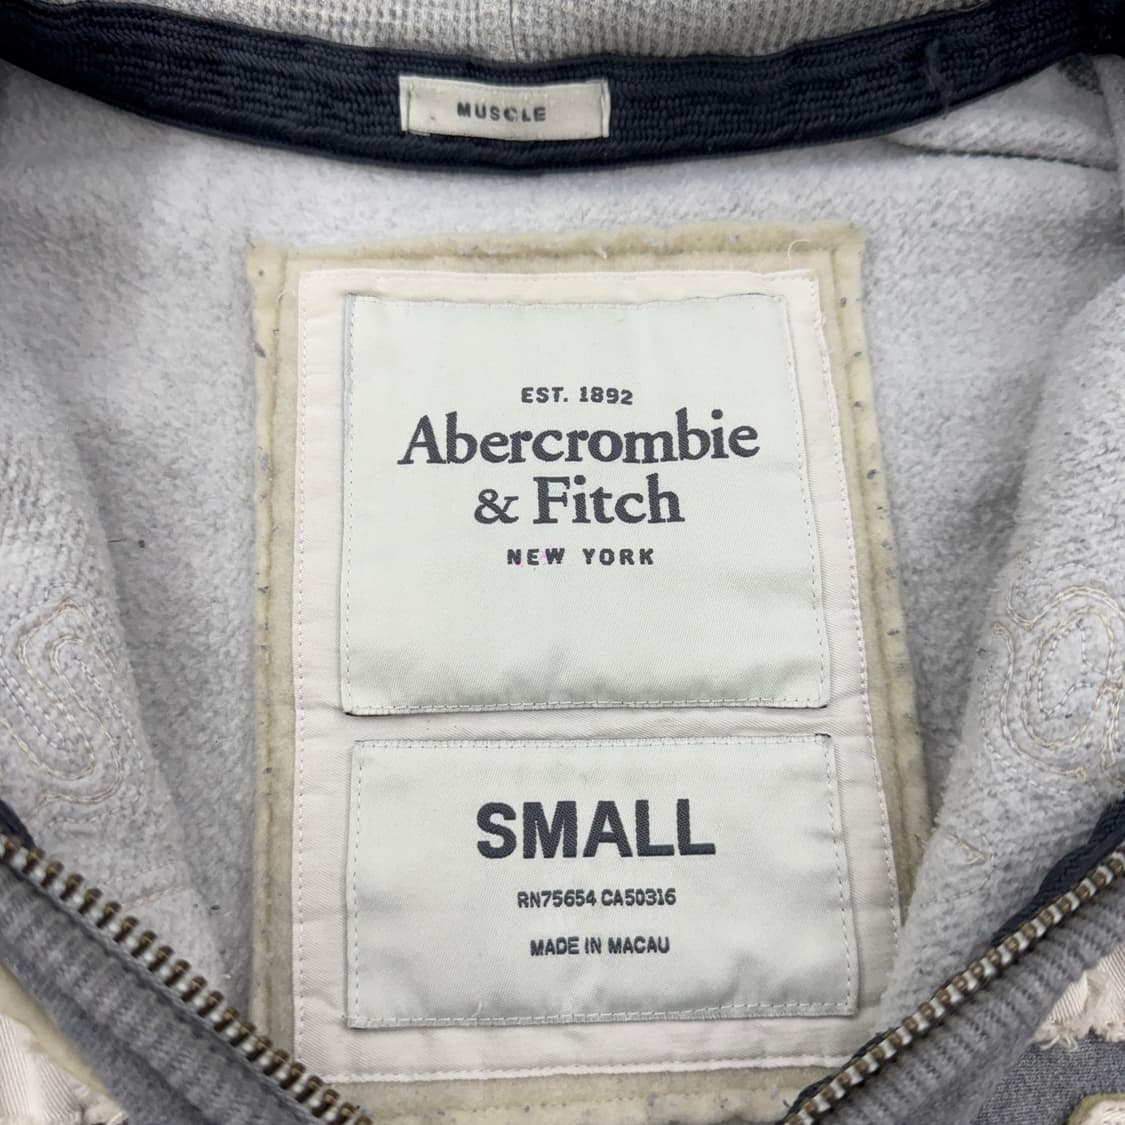 MUSCLE
EST. 1892
Abercrombie
& Fitch
NEW YORK
SMALL
RN75654 CA50316
MADE IN MACAU